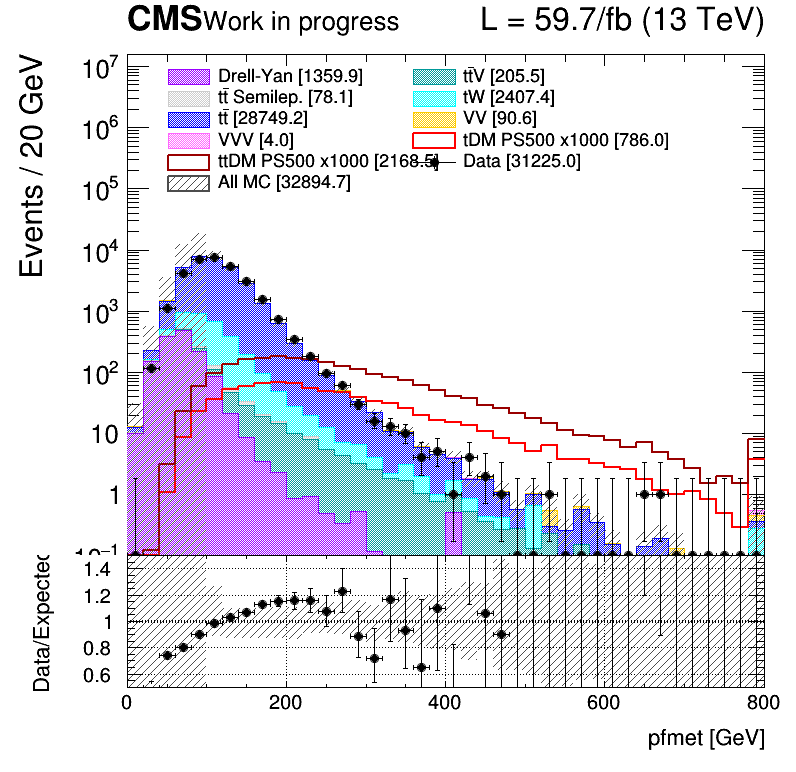 CMS Work in progress L = 59.7/fb (13 TeV)
Events / 20 GeV
10⁷
10⁶
10⁵
10⁴
10³
10²
10
1
10⁻¹
Drell-Yan [1359.9] tt̄V [205.5]
tt̄ Semilep. [78.1] tW [2407.4]
tt̄ [28749.2] VV [90.6]
VVV [4.0] tDM PS500 x1000 [786.0]
ttDM PS500 x1000 [2168.5] Data [31225.0]
All MC [32894.7]
Data/Expected
1.4
1.2
1
0.8
0.6
0 200 400 600 800
pfmet [GeV]